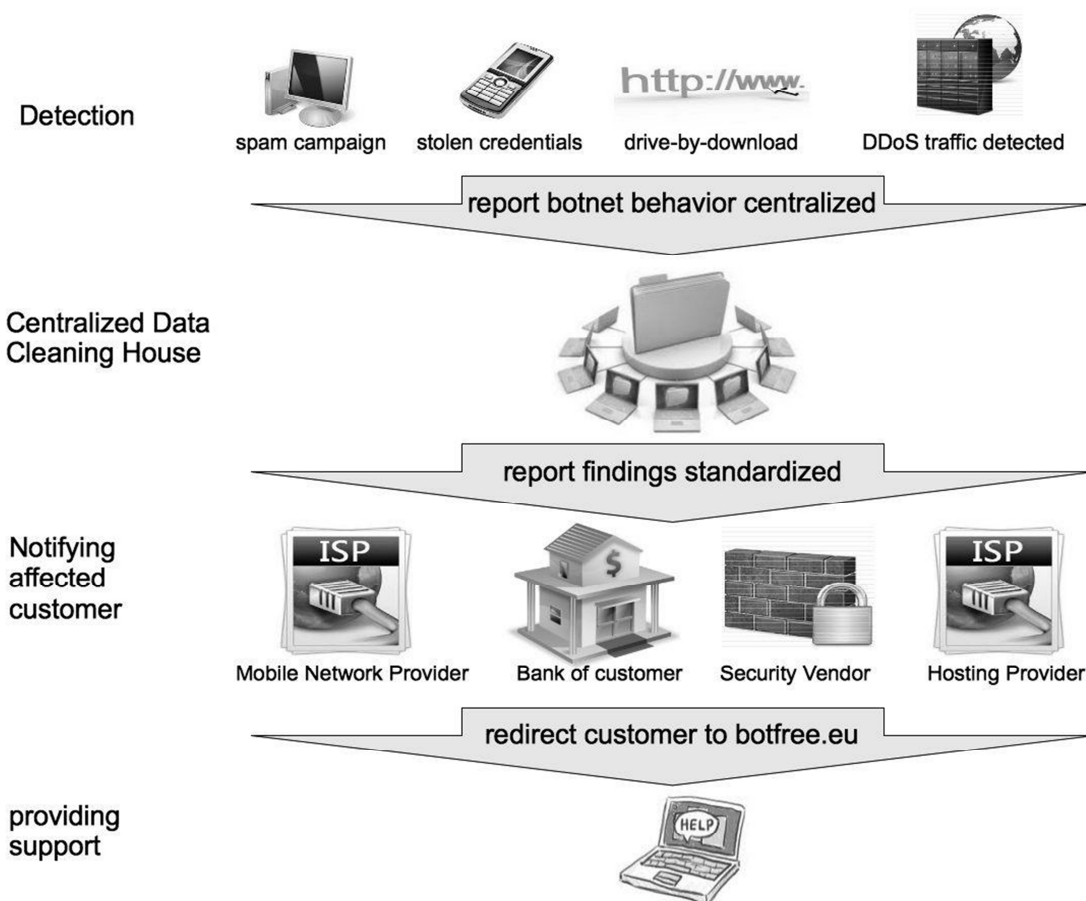 Detection
http://www.
spam campaign
stolen credentials
drive-by-download
DDoS traffic detected
report botnet behavior centralized
Centralized Data
Cleaning House
report findings standardized
Notifying
affected
customer
ISP
$
ISP
Mobile Network Provider
Bank of customer
Security Vendor
Hosting Provider
redirect customer to botfree.eu
providing
support
HELP